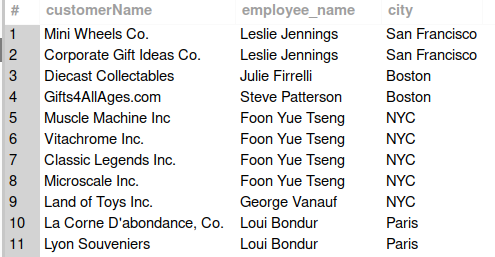 # customerName employee_name city
1 Mini Wheels Co. Leslie Jennings San Francisco
2 Corporate Gift Ideas Co. Leslie Jennings San Francisco
3 Diecast Collectables Julie Firrelli Boston
4 Gifts4AllAges.com Steve Patterson Boston
5 Muscle Machine Inc Foon Yue Tseng NYC
6 Vitachrome Inc. Foon Yue Tseng NYC
7 Classic Legends Inc. Foon Yue Tseng NYC
8 Microscale Inc. Foon Yue Tseng NYC
9 Land of Toys Inc. George Vanauf NYC
10 La Corne D'abondance, Co. Loui Bondur Paris
11 Lyon Souveniers Loui Bondur Paris